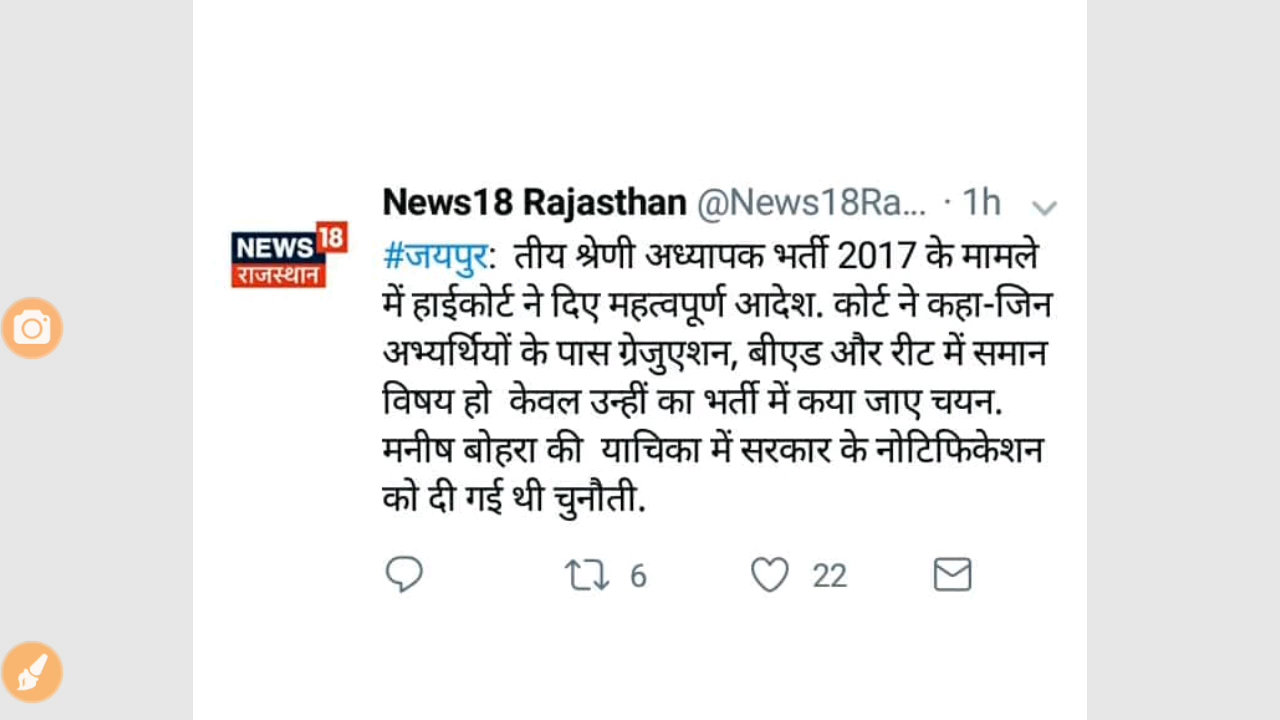 News18 Rajasthan @News18Ra... · 1h
NEWS 18
राजस्थान
#जयपुर: तीय श्रेणी अध्यापक भर्ती 2017 के मामले
में हाईकोर्ट ने दिए महत्वपूर्ण आदेश. कोर्ट ने कहा-जिन
अभ्यर्थियों के पास ग्रेजुएशन, बीएड और रीट में समान
विषय हो केवल उन्हीं का भर्ती में कया जाए चयन.
मनीष बोहरा की याचिका में सरकार के नोटिफिकेशन
को दी गई थी चुनौती.
6 22